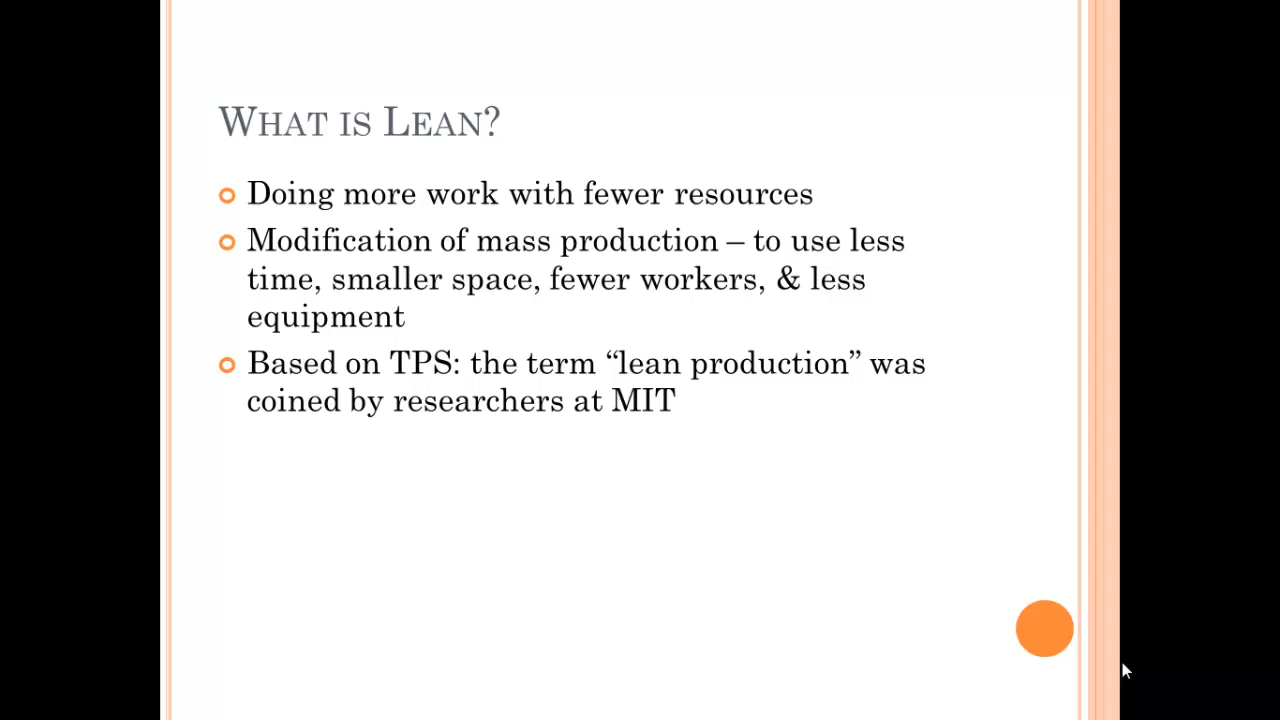 What is Lean?
Doing more work with fewer resources
Modification of mass production – to use less
time, smaller space, fewer workers, & less
equipment
Based on TPS: the term “lean production” was
coined by researchers at MIT